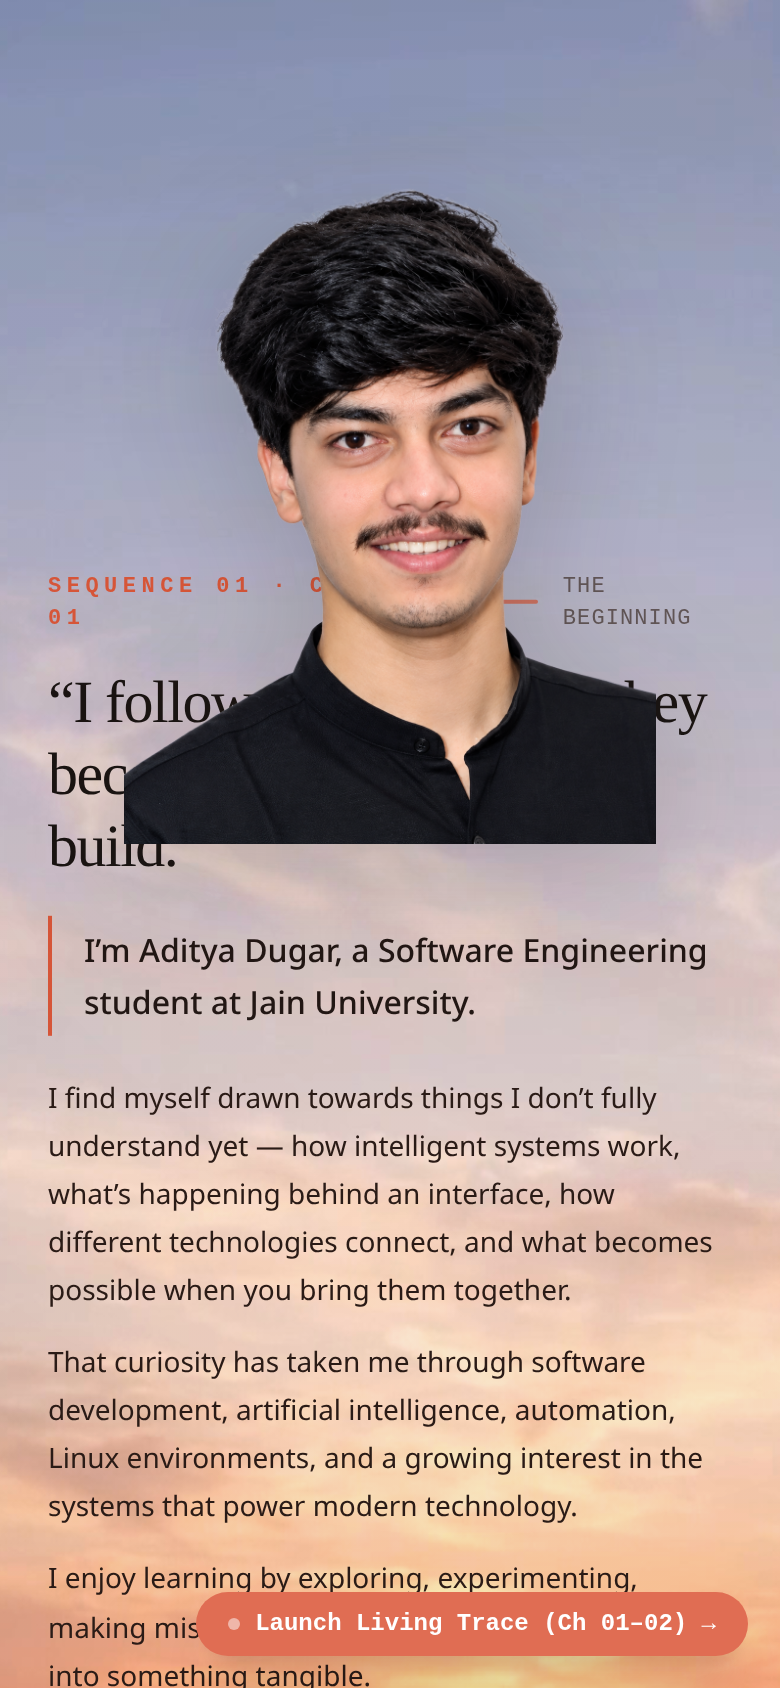 SEQUENCE 01 · THE
01 BEGINNING
“I
build.
I’m Aditya Dugar, a Software Engineering
student at Jain University.
I find myself drawn towards things I don’t fully
understand yet — how intelligent systems work,
what’s happening behind an interface, how
different technologies connect, and what becomes
possible when you bring them together.
That curiosity has taken me through software
development, artificial intelligence, automation,
Linux environments, and a growing interest in the
systems that power modern technology.
I enjoy learning by exploring, experimenting,
making
Launch Living Trace (Ch 01–02) →
into something tangible.